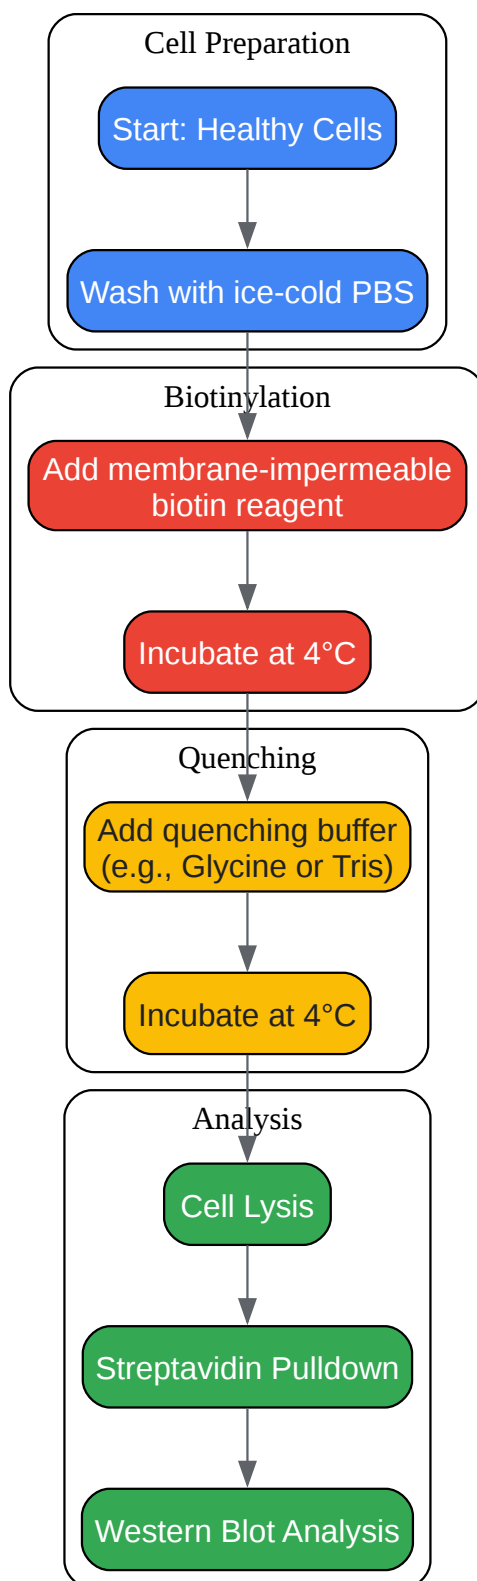 Cell Preparation
Start: Healthy Cells
Wash with ice-cold PBS
Biotinylation
Add membrane-impermeable
biotin reagent
Incubate at 4°C
Quenching
Add quenching buffer
(e.g., Glycine or Tris)
Incubate at 4°C
Analysis
Cell Lysis
Streptavidin Pulldown
Western Blot Analysis